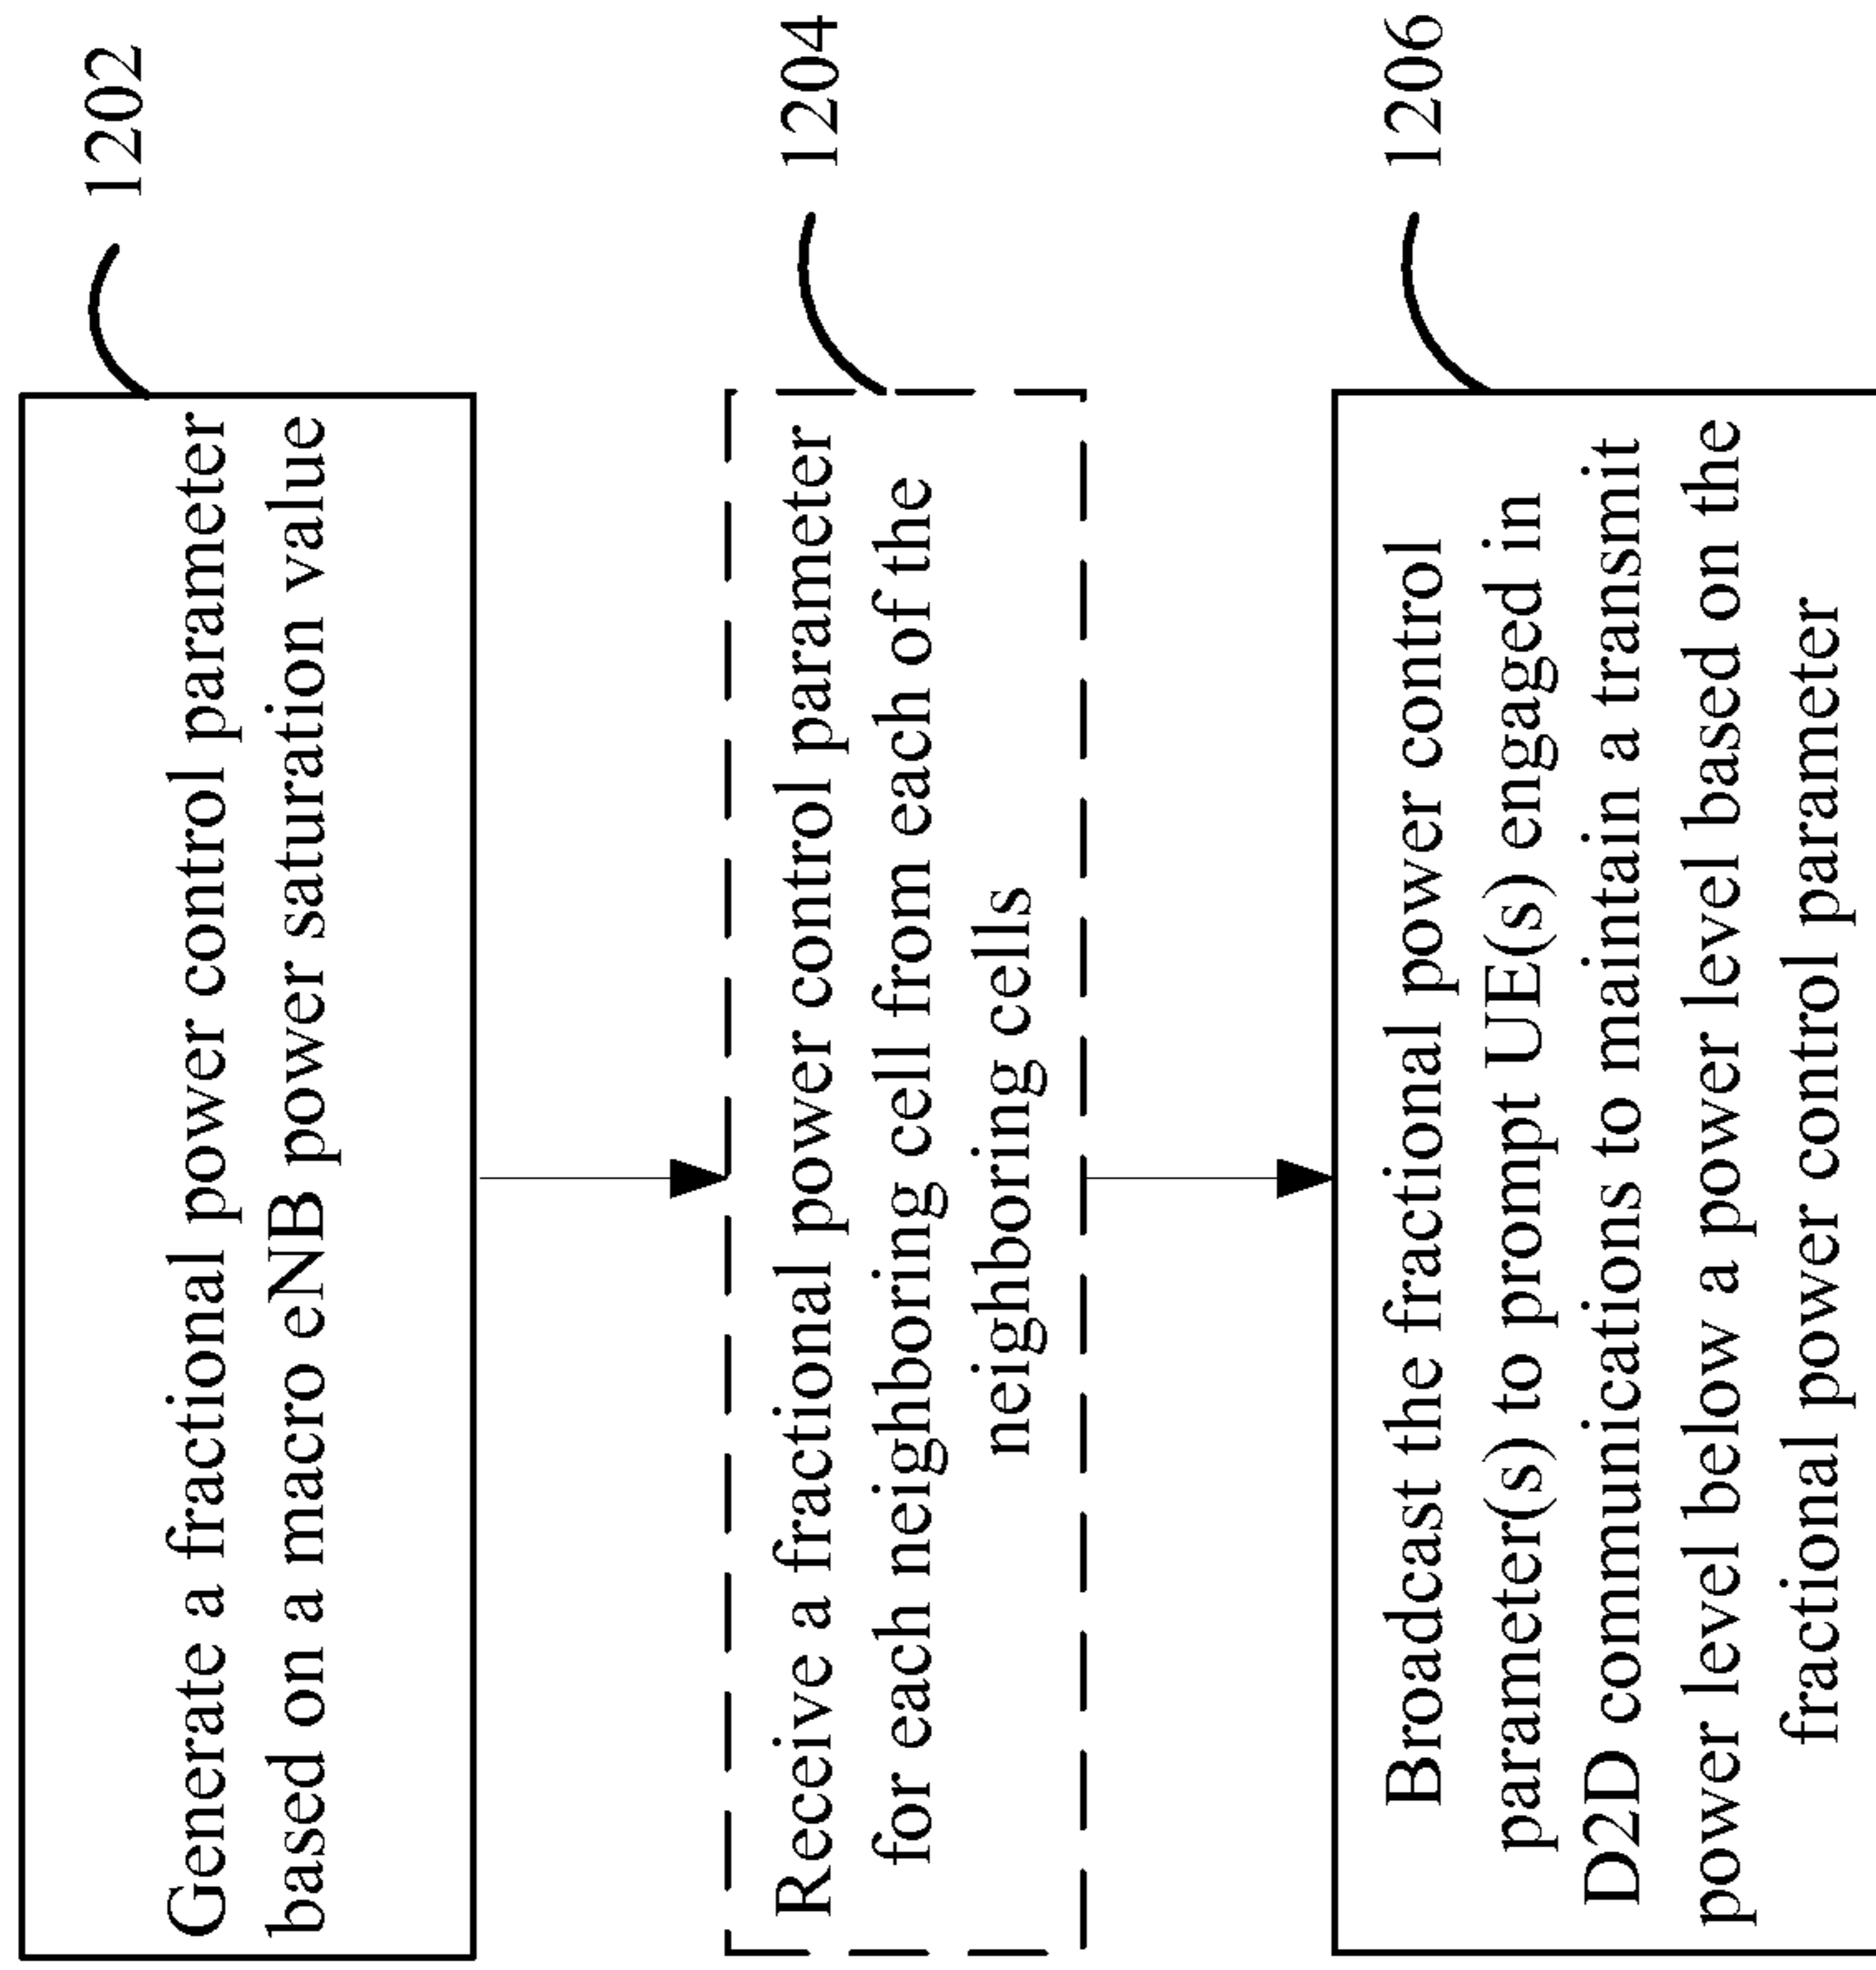 1202
Generate a fractional power control parameter
based on a macro eNB power saturation value
1204
Receive a fractional power control parameter
for each neighboring cell from each of the
neighboring cells
1206
Broadcast the fractional power control
parameter(s) to prompt UE(s) engaged in
D2D communications to maintain a transmit
power level below a power level based on the
fractional power control parameter